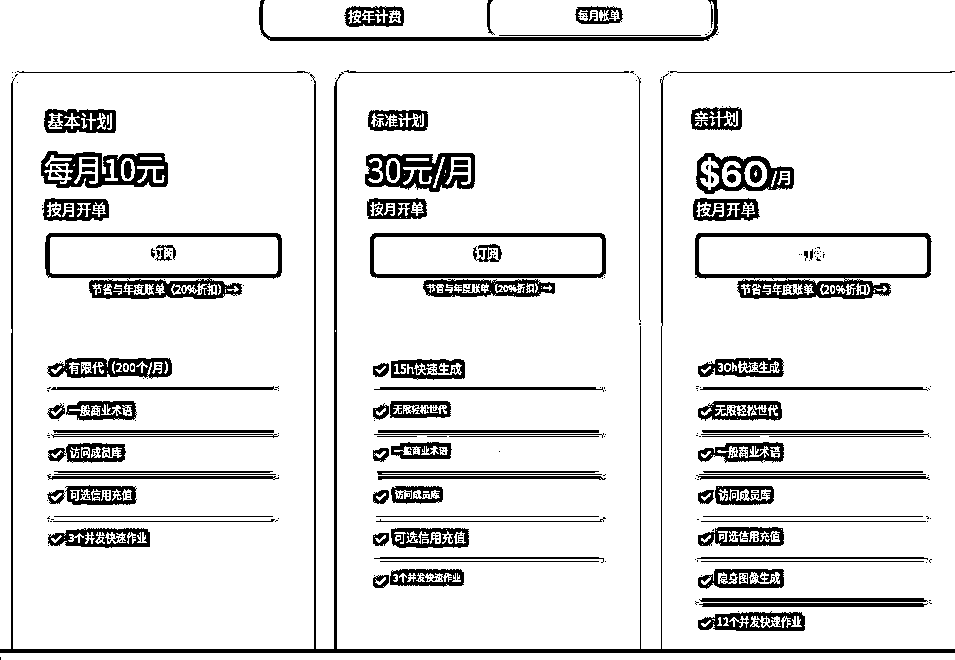 按年计费
每月帐单
基本计划
每月10元
按月开单
订阅
节省与年度账单（20%折扣）→
有限代（200个/月）
一般商业术语
访问成员库
可选信用充值
3个并发快速作业
标准计划
30元/月
按月开单
订阅
节省与年度账单（20%折扣）→
15h快速生成
无限轻松世代
一般商业术语
访问成员库
可选信用充值
3个并发快速作业
亲计划
$60/月
按月开单
订阅
节省与年度账单（20%折扣）→
30h快速生成
无限轻松世代
一般商业术语
访问成员库
可选信用充值
隐身图像生成
12个并发快速作业